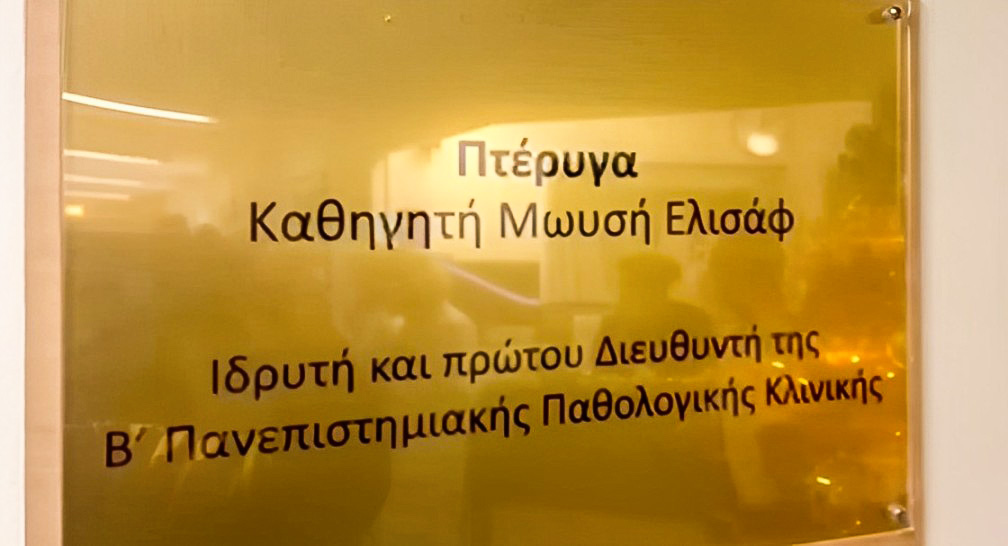 Πτέρυγα
Καθηγητή Μωυσή Ελισάφ
Ιδρυτή και πρώτου Διευθυντή της
Β′ Πανεπιστημιακής Παθολογικής Κλινικής